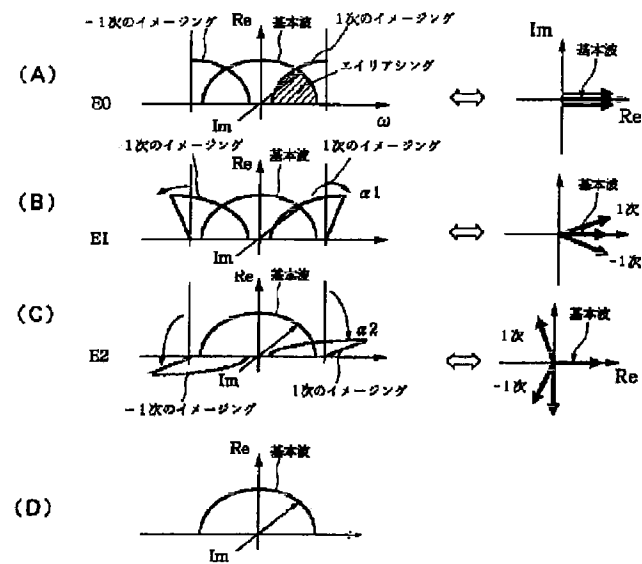 (A)
-1次のイメージング
Re
基本波
1次のイメージング
エイリアシング
E0
Im
ω
Im
基本波
Re
(B)
-1次のイメージング
Re
基本波
1次のイメージング
α1
E1
Im
基本波
1次
-1次
(C)
Re
基本波
α2
E2
Im
-1次のイメージング
1次のイメージング
1次
基本波
-1次
Re
(D)
Re
基本波
Im